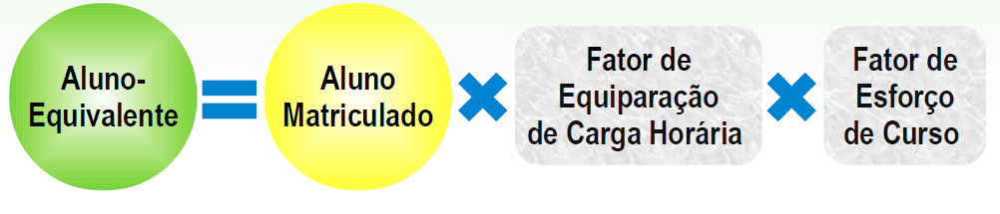 Aluno-
Equivalente
=
Aluno
Matriculado
×
Fator de
Equiparação
de Carga Horária
×
Fator de
Esforço
de Curso